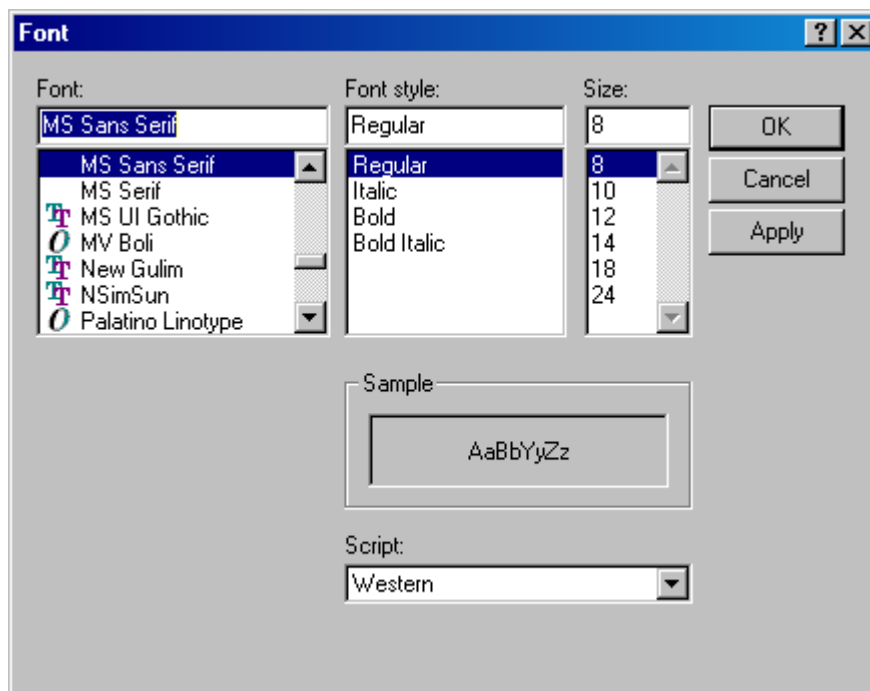 Font
Font:
MS Sans Serif
MS Sans Serif
MS Serif
MS UI Gothic
MV Boli
New Gulim
NSimSun
Palatino Linotype
Font style:
Regular
Regular
Italic
Bold
Bold Italic
Size:
8
8
10
12
14
18
24
OK
Cancel
Apply
Sample
AaBbYyZz
Script:
Western